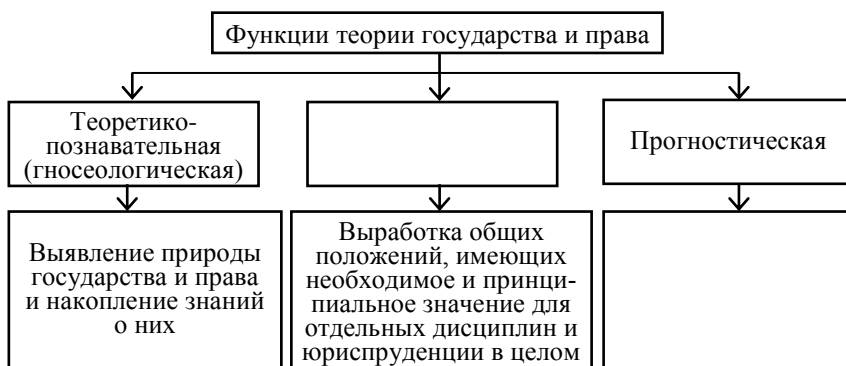 Функции теории государства и права
Теоретико-
познавательная
(гносеологическая)
Прогностическая
Выявление природы
государства и права
и накопление знаний
о них
Выработка общих
положений, имеющих
необходимое и принци-
пиальное значение для
отдельных дисциплин и
юриспруденции в целом